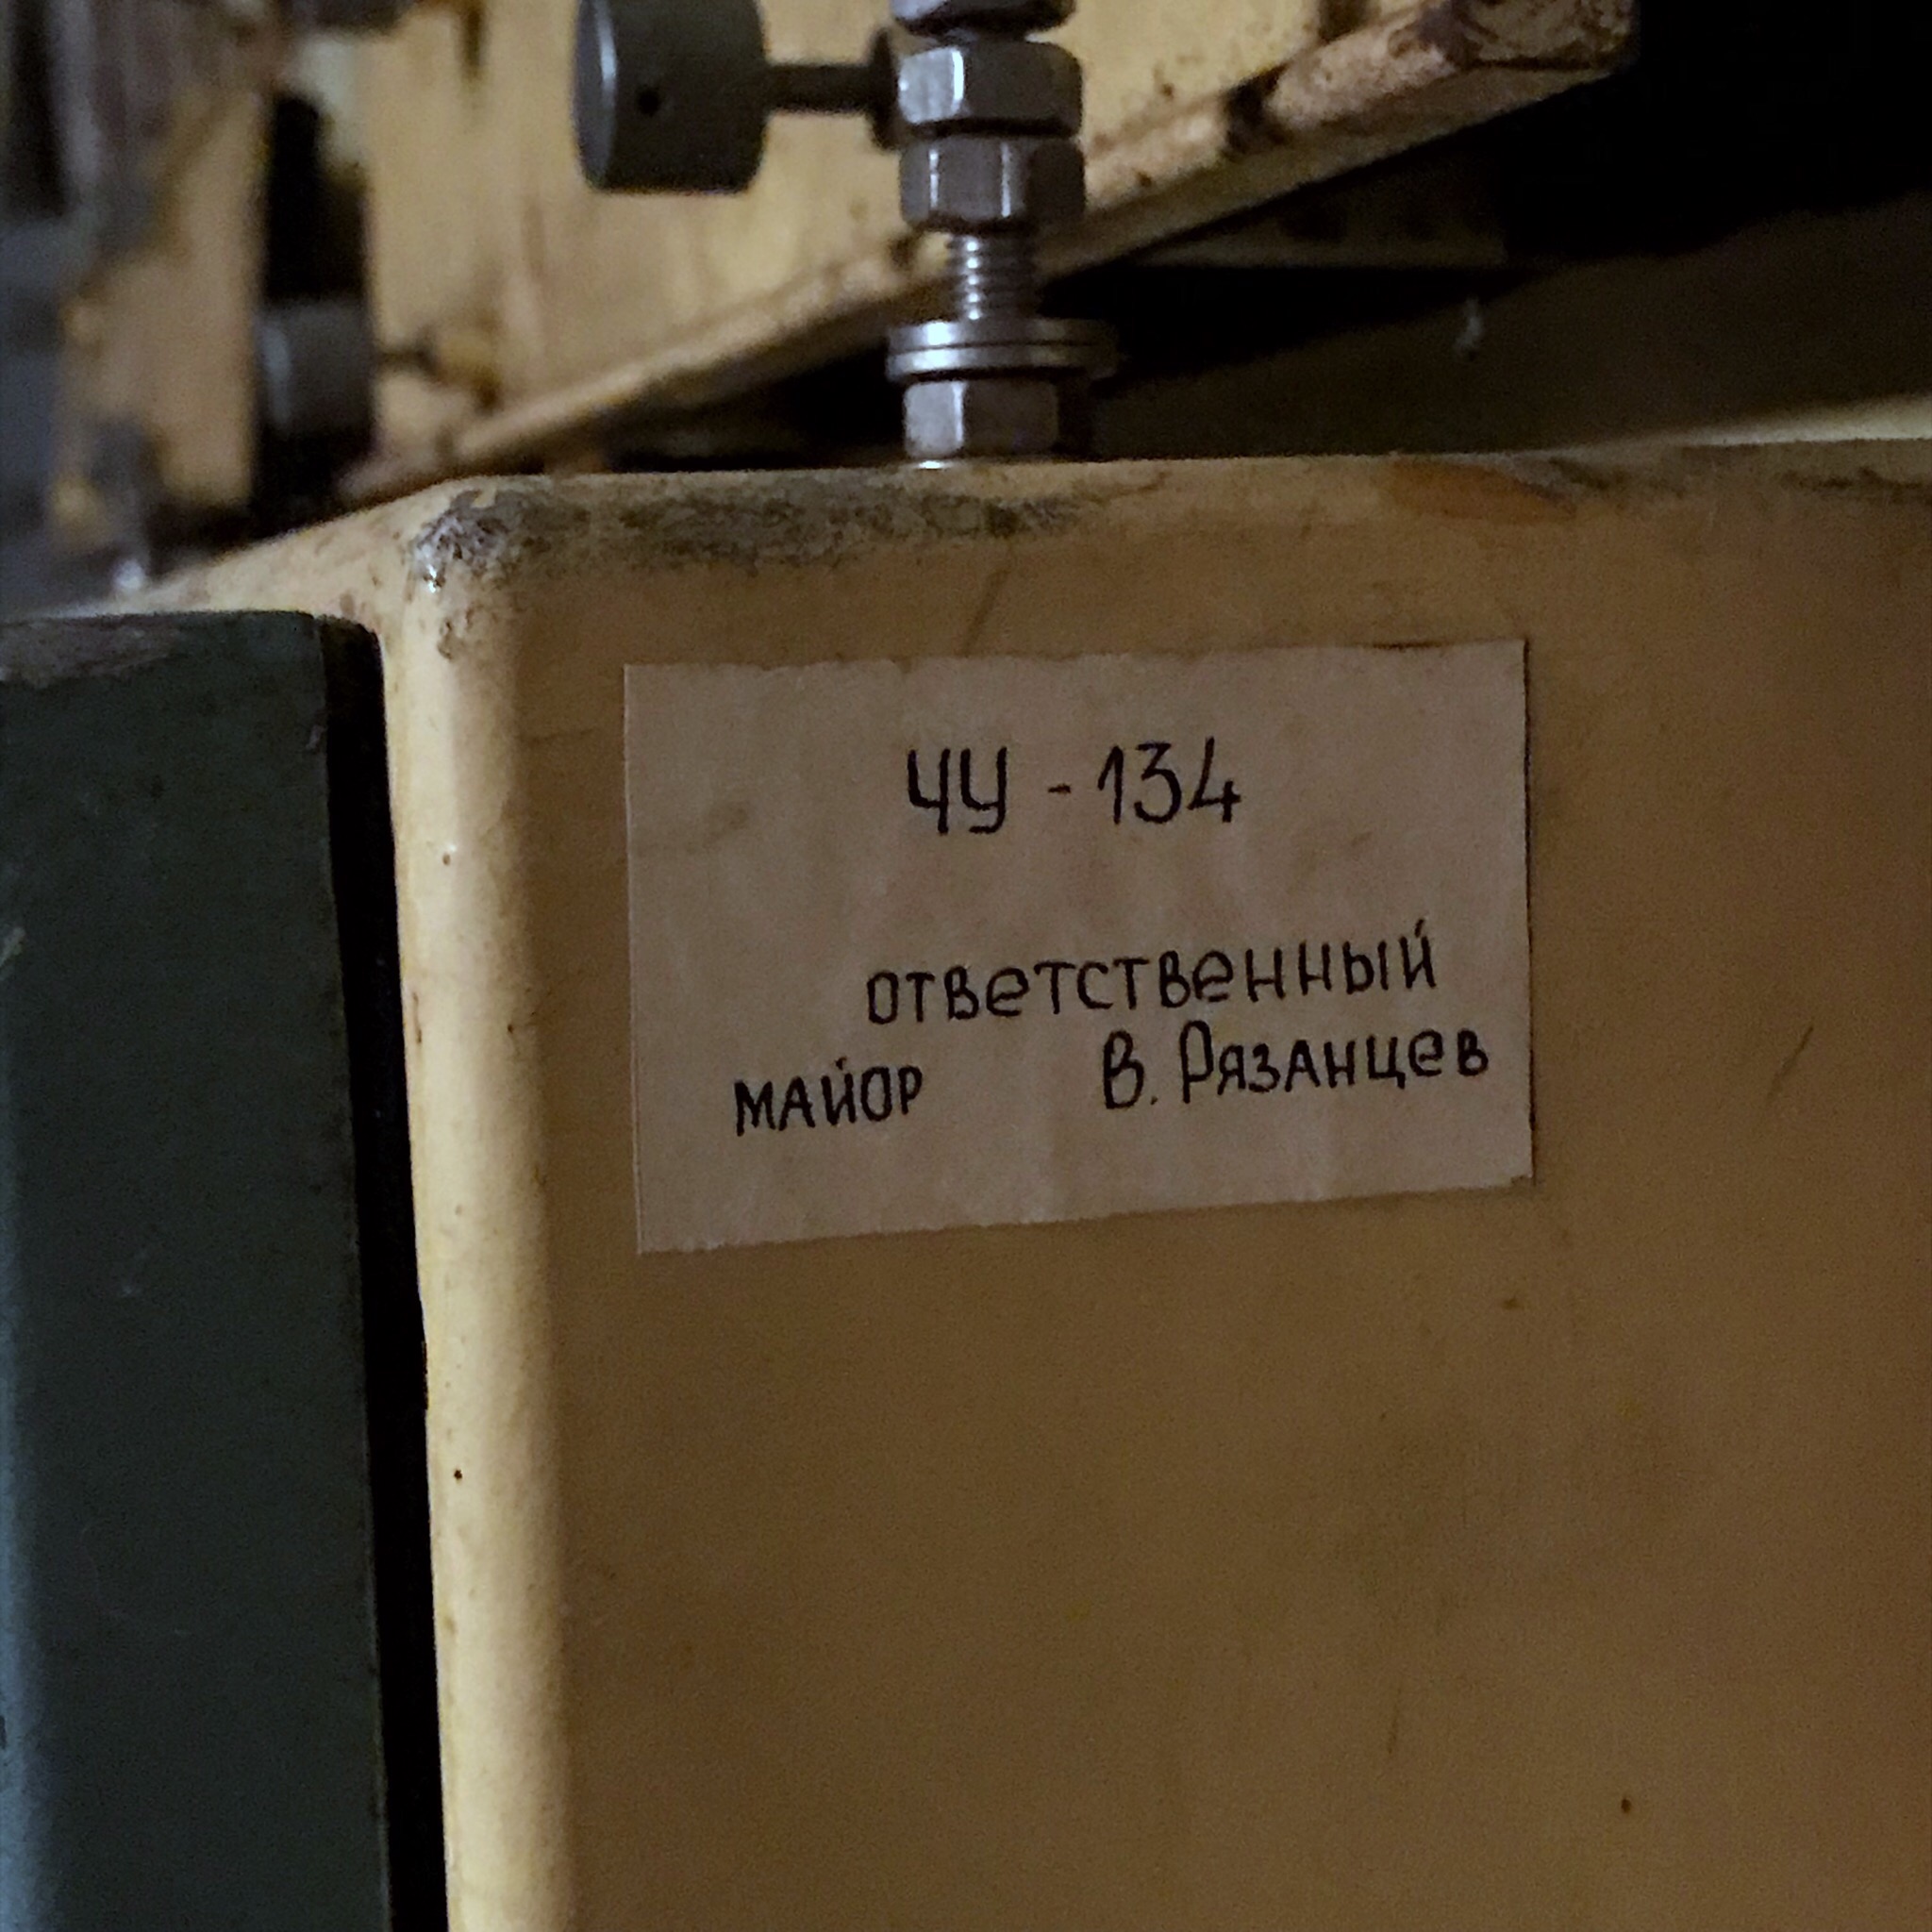 ЧУ - 134
ответственный
майор В. Рязанцев